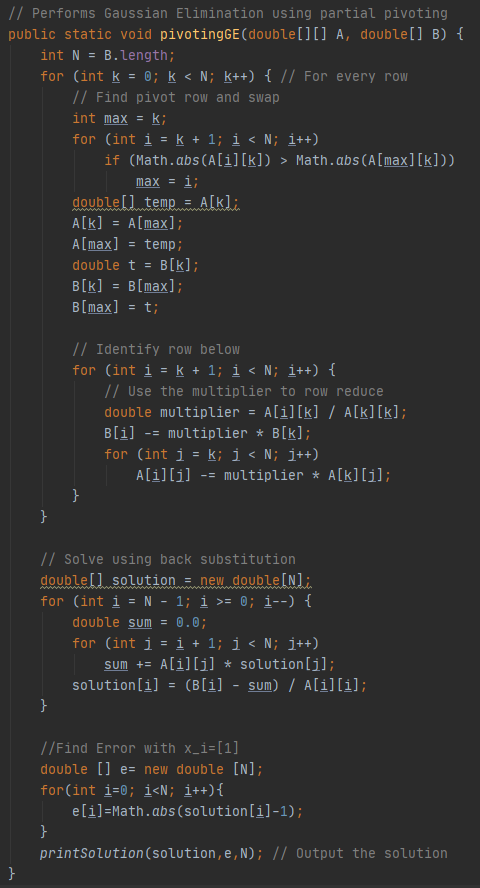 // Performs Gaussian Elimination using partial pivoting
public static void pivotingGE(double[][] A, double[] B) {
    int N = B.length;
    for (int k = 0; k < N; k++) { // For every row
        // Find pivot row and swap
        int max = k;
        for (int i = k + 1; i < N; i++)
            if (Math.abs(A[i][k]) > Math.abs(A[max][k]))
                max = i;
        double[] temp = A[k];
        A[k] = A[max];
        A[max] = temp;
        double t = B[k];
        B[k] = B[max];
        B[max] = t;

        // Identify row below
        for (int i = k + 1; i < N; i++) {
            // Use the multiplier to row reduce
            double multiplier = A[i][k] / A[k][k];
            B[i] -= multiplier * B[k];
            for (int j = k; j < N; j++)
                A[i][j] -= multiplier * A[k][j];
        }
    }

    // Solve using back substitution
    double[] solution = new double[N];
    for (int i = N - 1; i >= 0; i--) {
        double sum = 0.0;
        for (int j = i + 1; j < N; j++)
            sum += A[i][j] * solution[j];
        solution[i] = (B[i] - sum) / A[i][i];
    }

    //Find Error with x_i=[1]
    double [] e= new double [N];
    for(int i=0; i<N; i++){
        e[i]=Math.abs(solution[i]-1);
    }
    printSolution(solution,e,N); // Output the solution
}